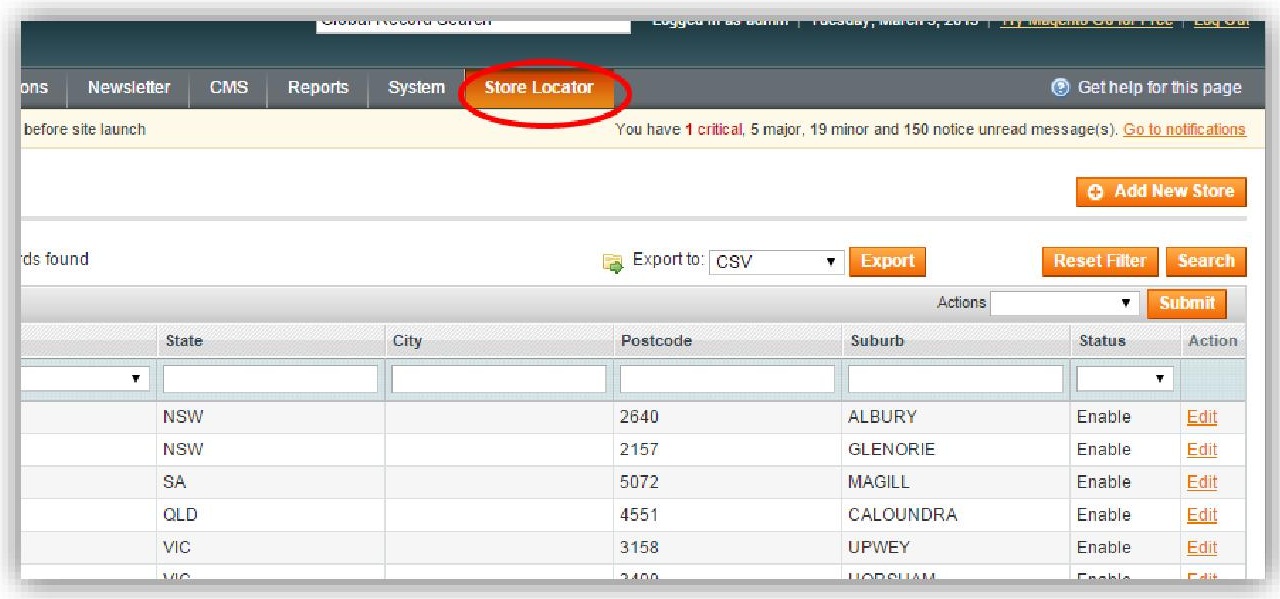 Global Record Search Logged in as admin | Tuesday, March 3, 2015 | Try Magento Go for Free | Log Out
ons Newsletter CMS Reports System Store Locator Get help for this page
before site launch You have 1 critical, 5 major, 19 minor and 150 notice unread message(s). Go to notifications
Add New Store
rds found Export to: CSV Export Reset Filter Search
Actions Submit
State City Postcode Suburb Status Action
NSW 2640 ALBURY Enable Edit
NSW 2157 GLENORIE Enable Edit
SA 5072 MAGILL Enable Edit
QLD 4551 CALOUNDRA Enable Edit
VIC 3158 UPWEY Enable Edit
VIC HORSHAM Enable Edit